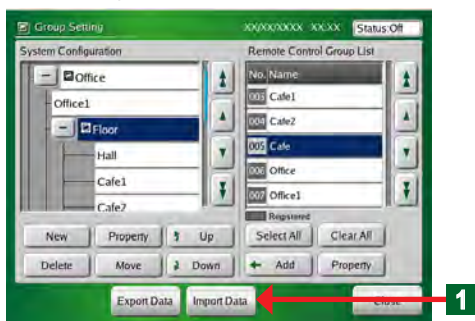 Group Setting XX/XX/XXXX XX:XX Status:Off
System Configuration
Office
Office1
Floor
Hall
Cafe1
Cafe2
Remote Control Group List
No. Name
003 Cafe1
004 Cafe2
005 Cafe
006 Office
007 Office1
Registered
New Property Up Select All Clear All
Delete Move Down Add Property
Export Data Import Data Close
1